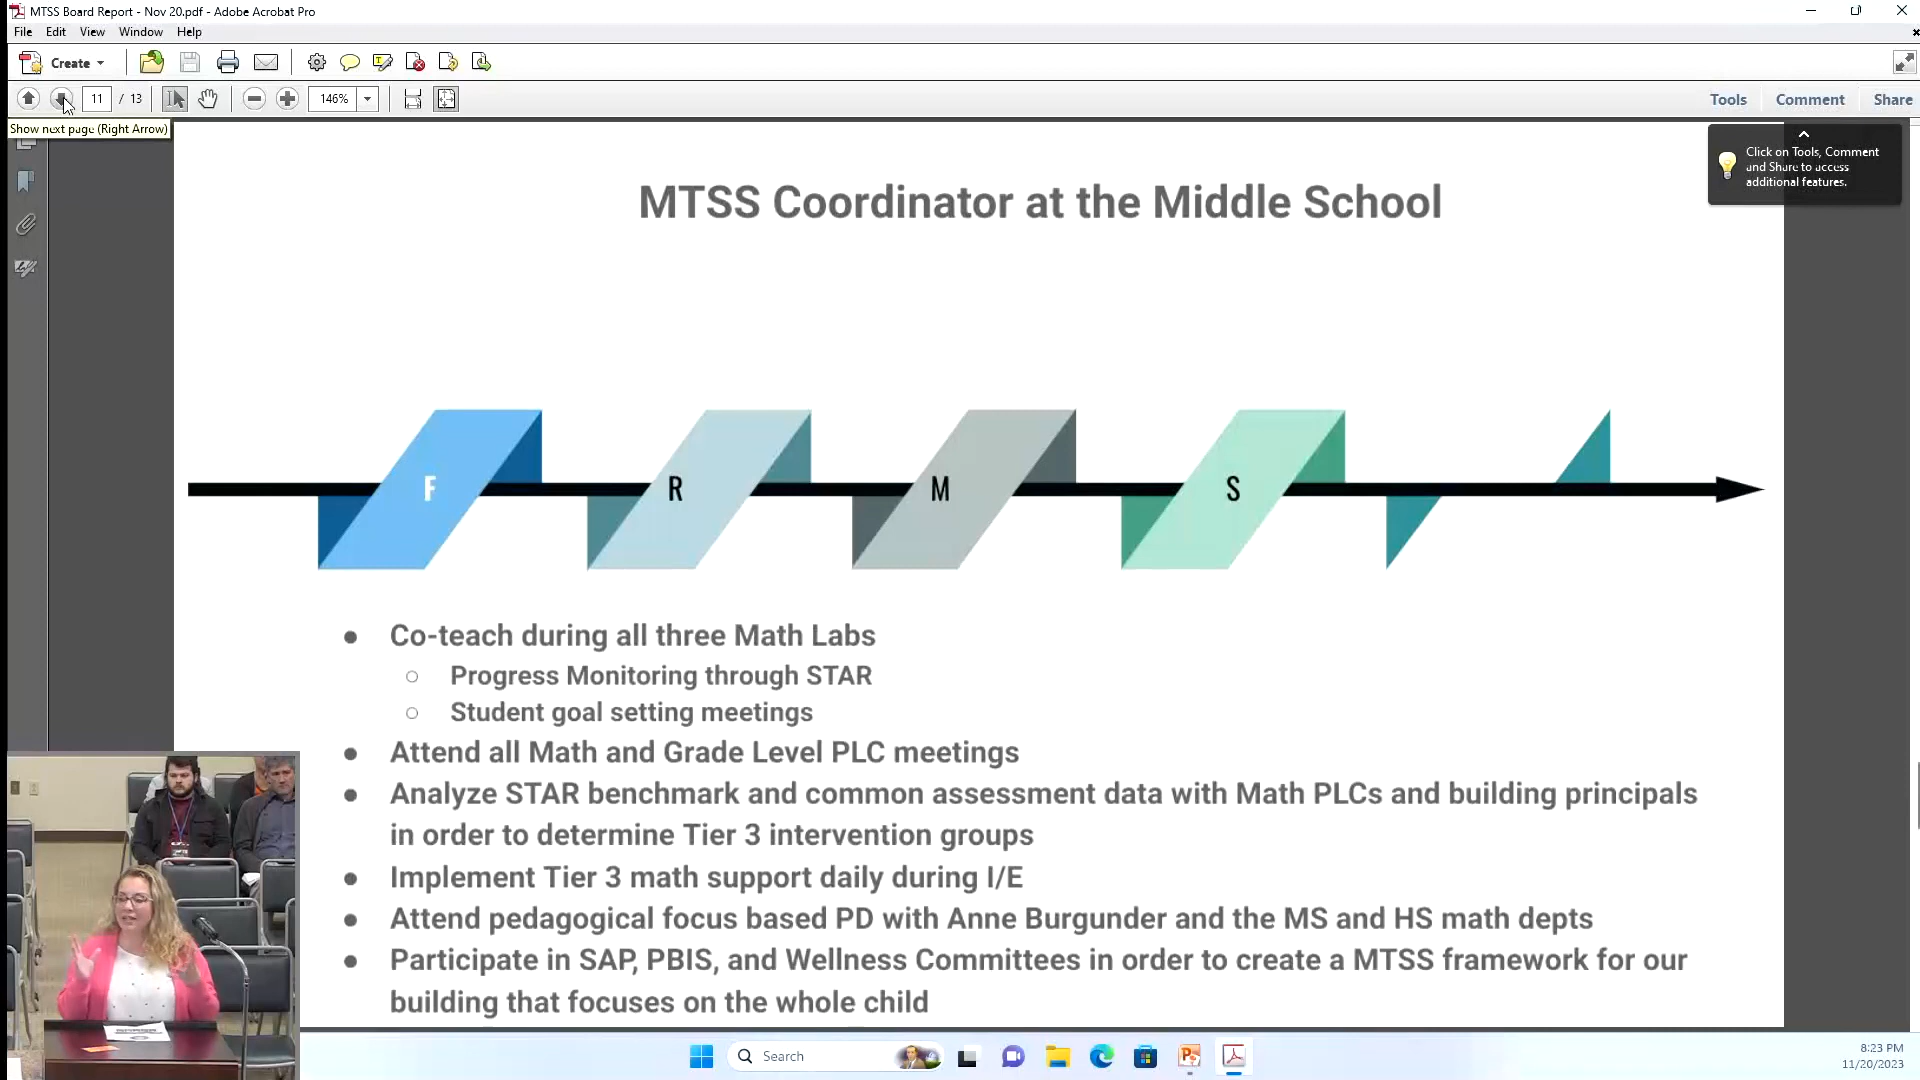 MTSS Board Report - Nov 20.pdf - Adobe Acrobat Pro
File Edit View Window Help
Create
11 / 13 146% Tools Comment Share
Show next page (Right Arrow)
Click on Tools, Comment
and Share to access
additional features.
MTSS Coordinator at the Middle School
F R M S
● Co-teach during all three Math Labs
○ Progress Monitoring through STAR
○ Student goal setting meetings
● Attend all Math and Grade Level PLC meetings
● Analyze STAR benchmark and common assessment data with Math PLCs and building principals
in order to determine Tier 3 intervention groups
● Implement Tier 3 math support daily during I/E
● Attend pedagogical focus based PD with Anne Burgunder and the MS and HS math depts
● Participate in SAP, PBIS, and Wellness Committees in order to create a MTSS framework for our
building that focuses on the whole child
Search
8:23 PM
11/20/2023